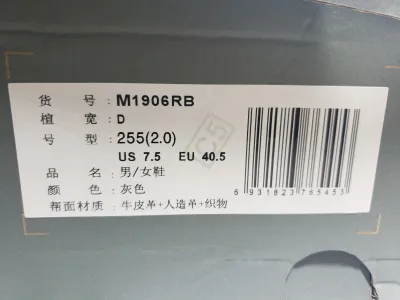 货 号：M1906RB
楦 宽：D
号 型：255(2.0)
US 7.5 EU 40.5
品 名：男/女鞋
颜 色：灰色
帮面材质：牛皮革+人造革+织物
6 931823 765453